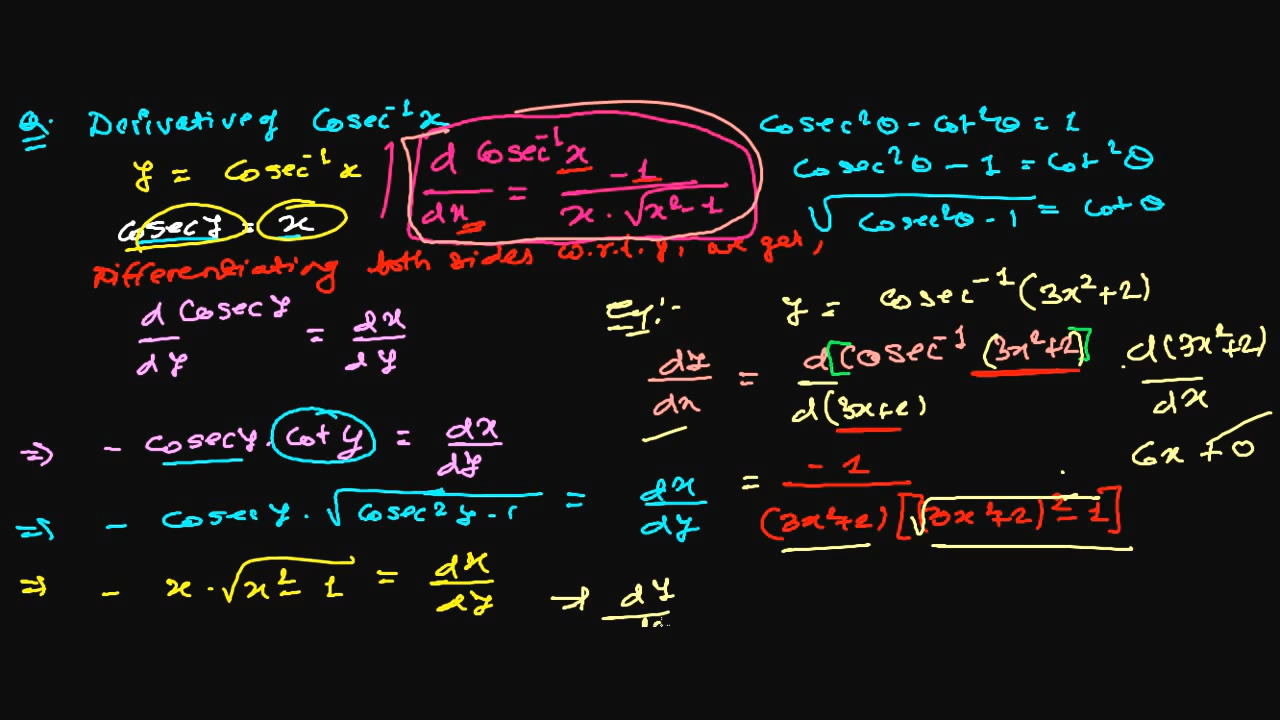 Q. Derivative of Cosec⁻¹x
y = Cosec⁻¹x
cosec y = x
d cosec⁻¹x / dx = -1 / x·√x²-1
Cosec²θ - cot²θ = 1
Cosec²θ - 1 = cot²θ
√cosec²θ - 1 = cot θ
Differentiating both sides w.r.t. y, we get,
d cosec y / dy = dx / dy
⇒ - cosec y · cot y = dx / dy
⇒ - cosec y · √cosec²y - 1 = dx / dy
⇒ - x · √x² - 1 = dx / dy
→ dy
Eg:- y = cosec⁻¹(3x²+2)
dy / dx = d[cosec⁻¹(3x²+2)] / d(3x+2) · d(3x²+2) / dx
6x + 0
= -1 / (3x²+2)[√(3x²+2)² - 1]